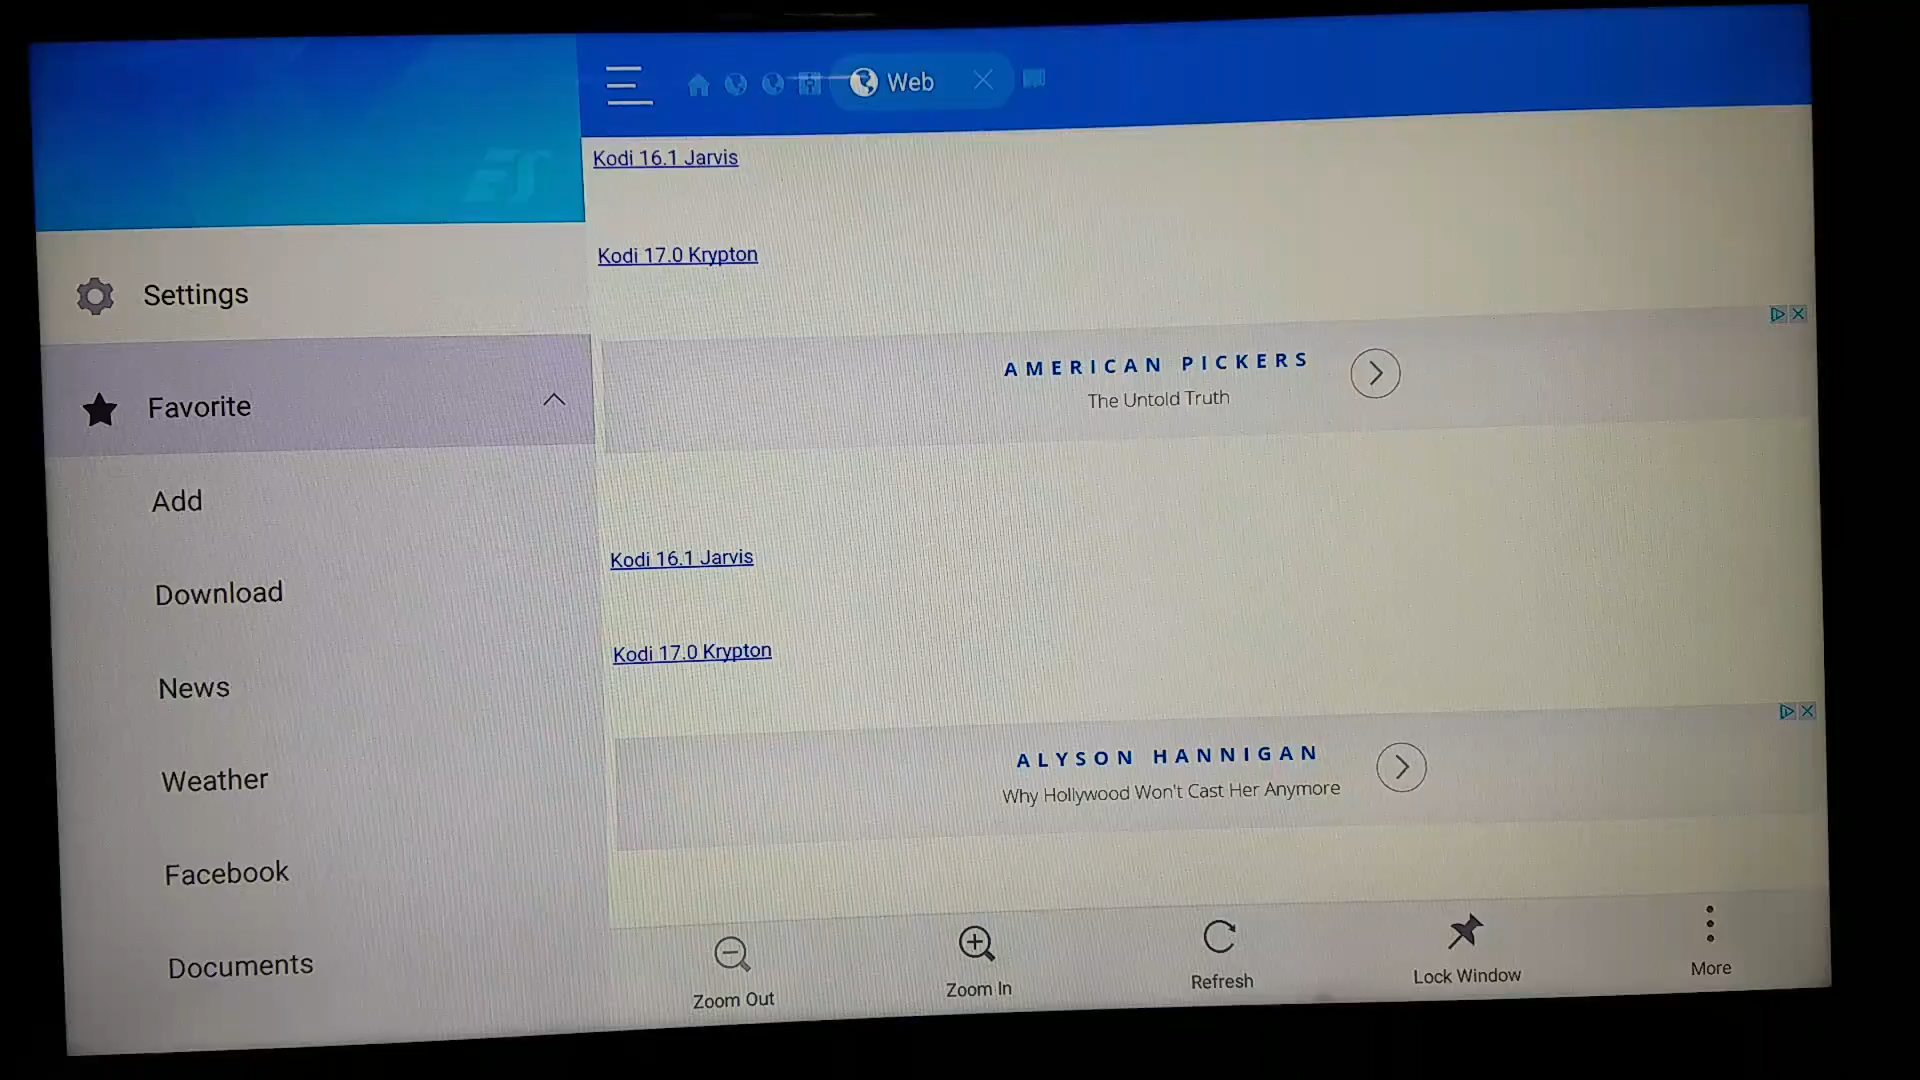 ES
Settings
Favorite
Add
Download
News
Weather
Facebook
Documents
Web
Kodi 16.1 Jarvis
Kodi 17.0 Krypton
AMERICAN PICKERS
The Untold Truth
Kodi 16.1 Jarvis
Kodi 17.0 Krypton
ALYSON HANNIGAN
Why Hollywood Won't Cast Her Anymore
Zoom Out
Zoom In
Refresh
Lock Window
More